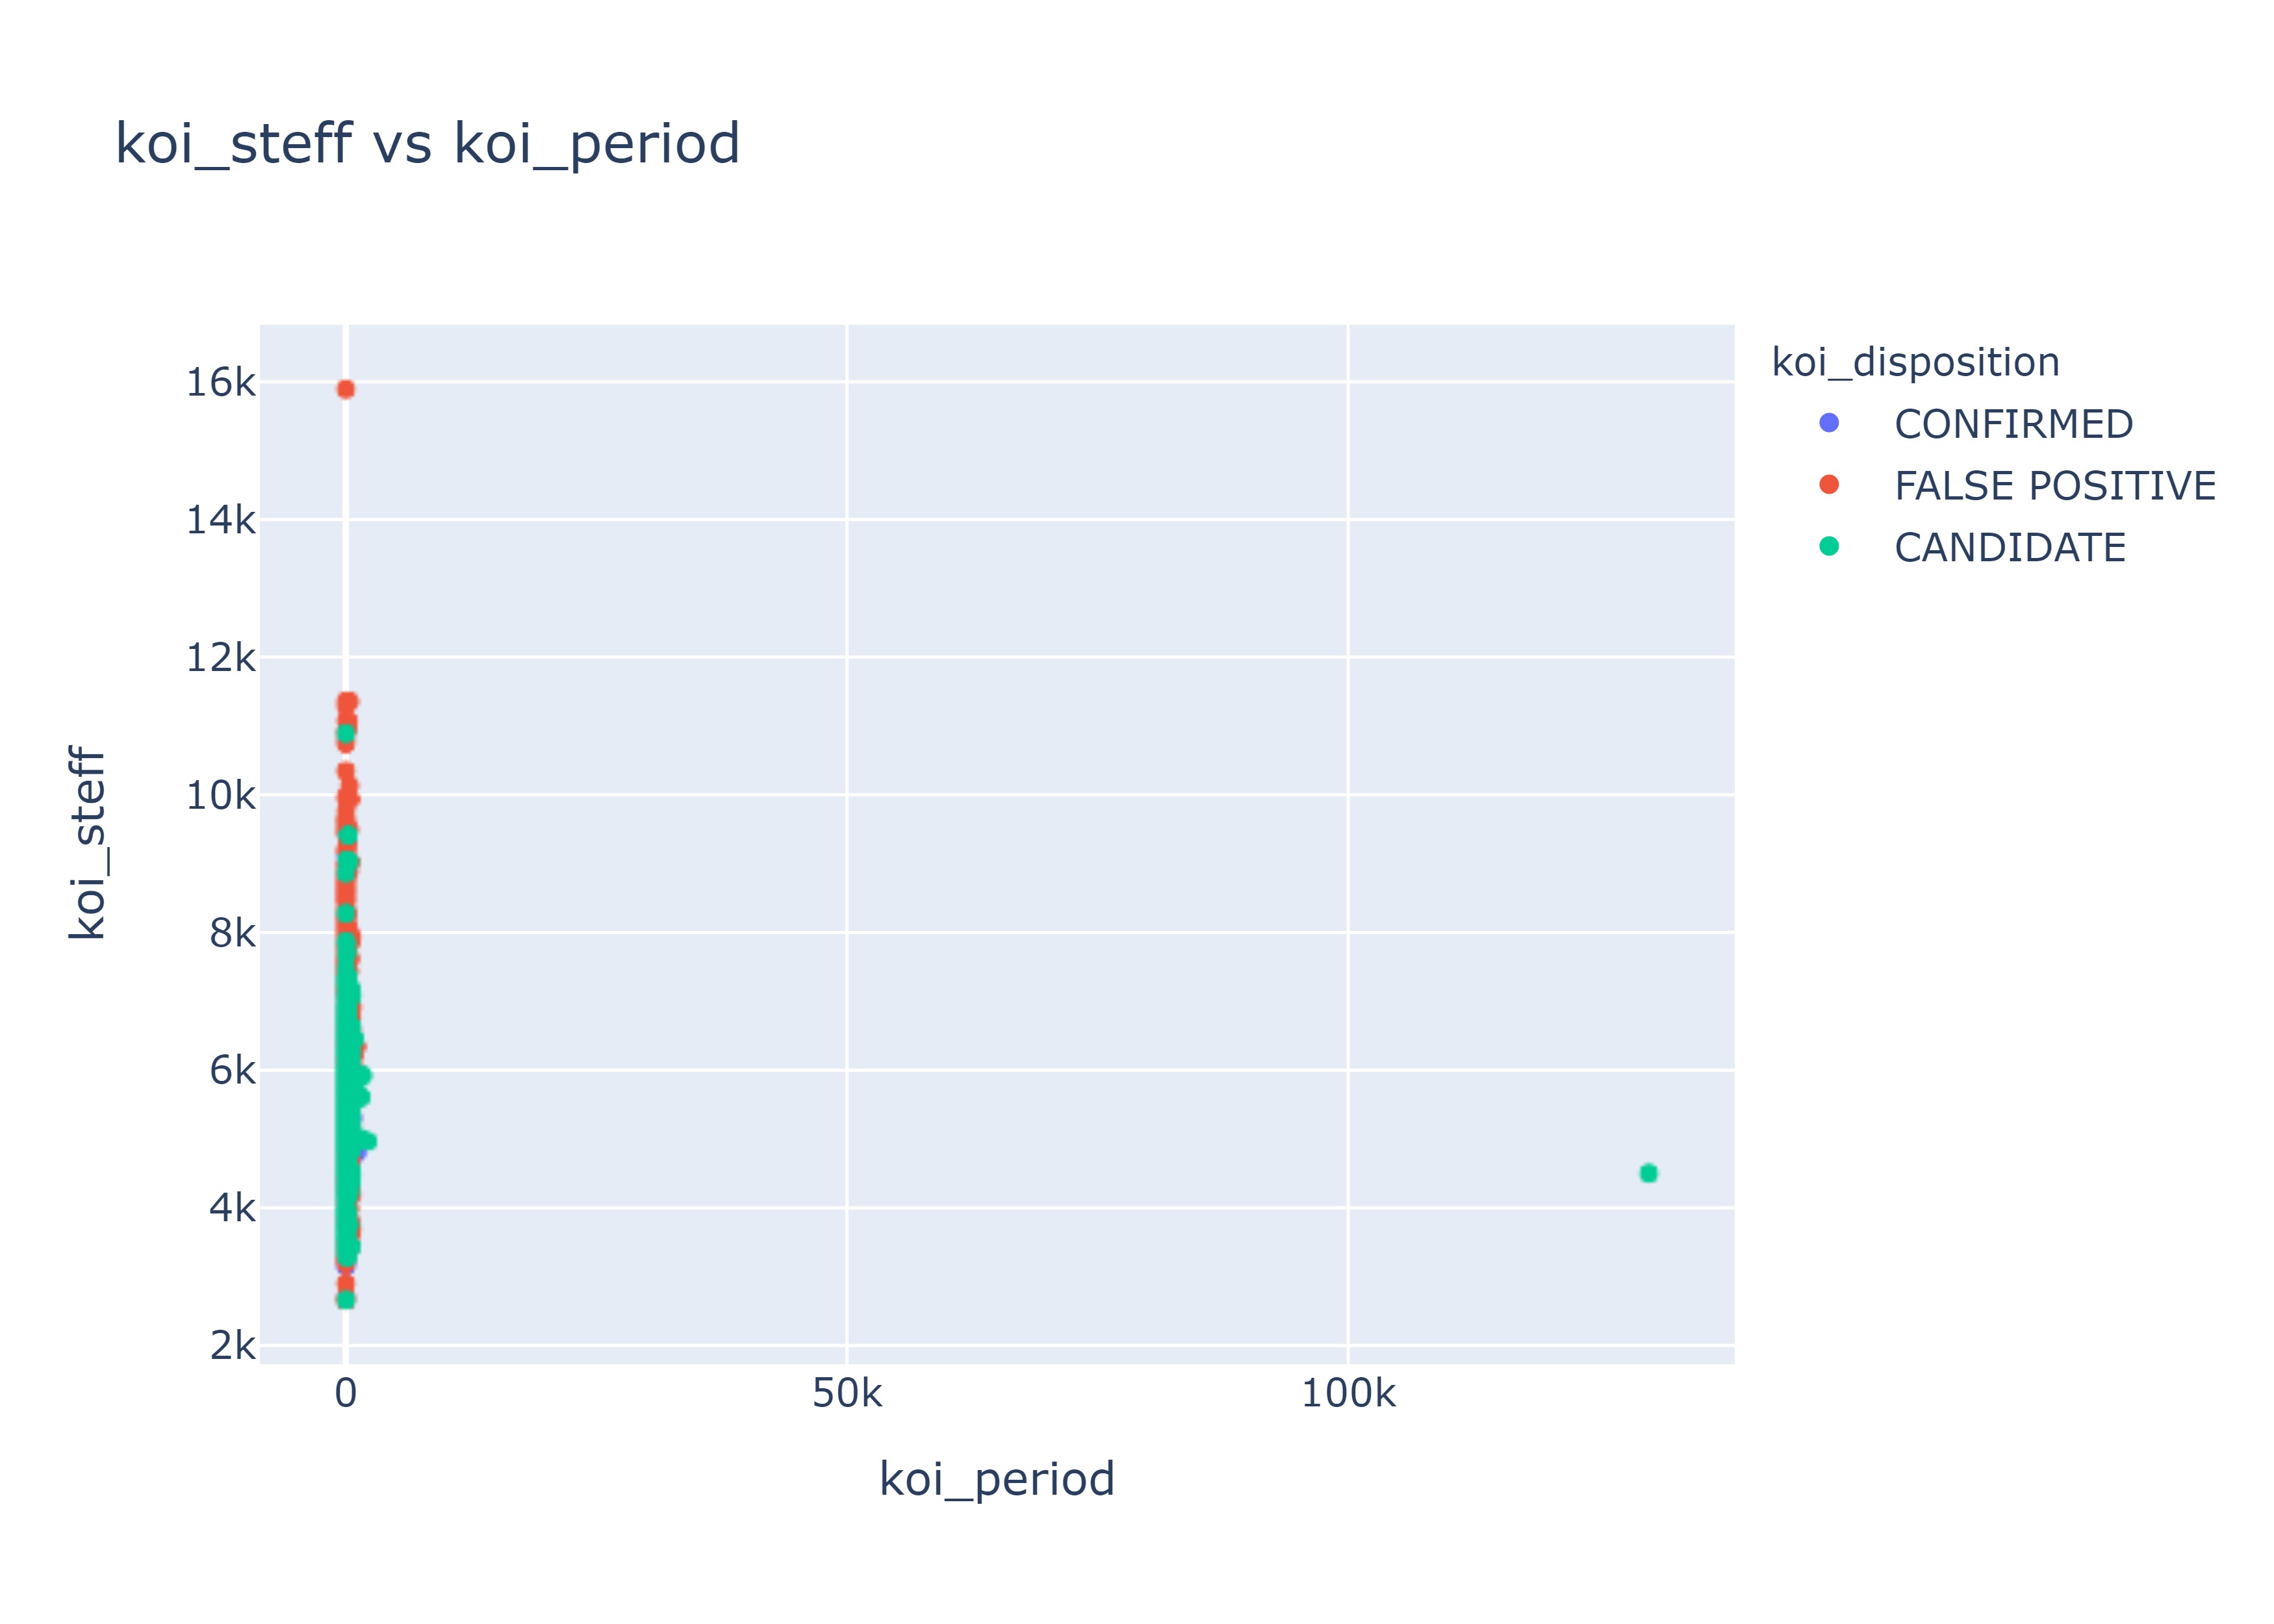 koi_steff vs koi_period
koi_disposition
CONFIRMED
FALSE POSITIVE
CANDIDATE
16k
14k
12k
10k
8k
6k
4k
2k
koi_steff
0
50k
100k
koi_period